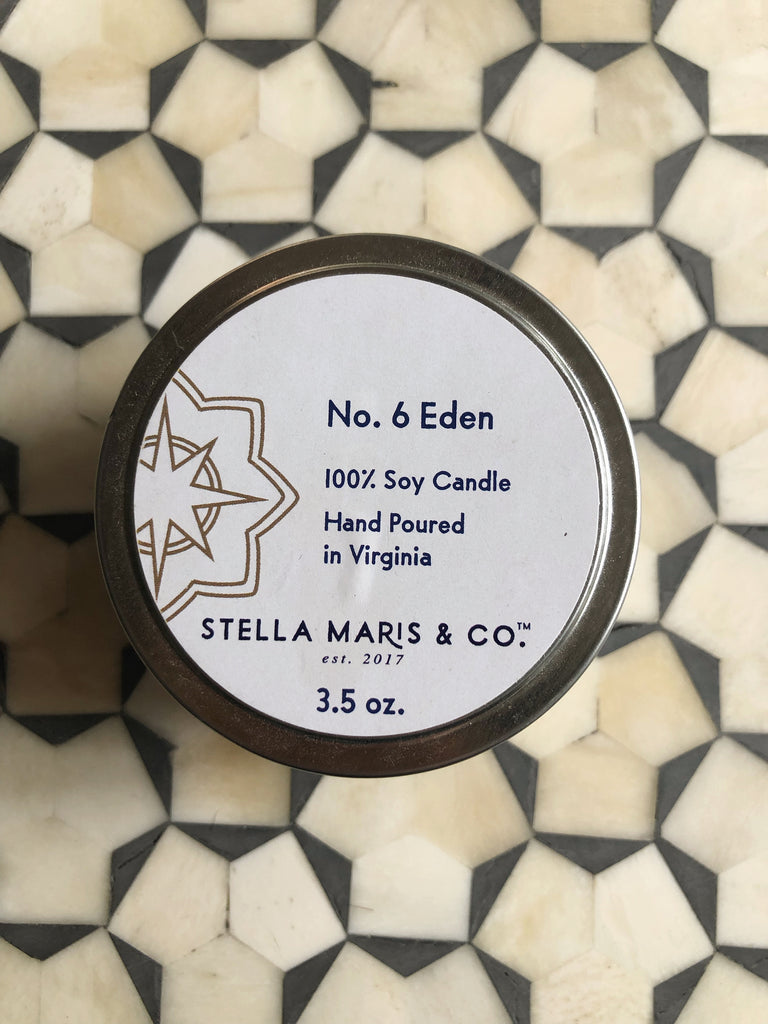 No. 6 Eden
100% Soy Candle
Hand Poured
in Virginia
STELLA MARIS & CO.™
est. 2017
3.5 oz.